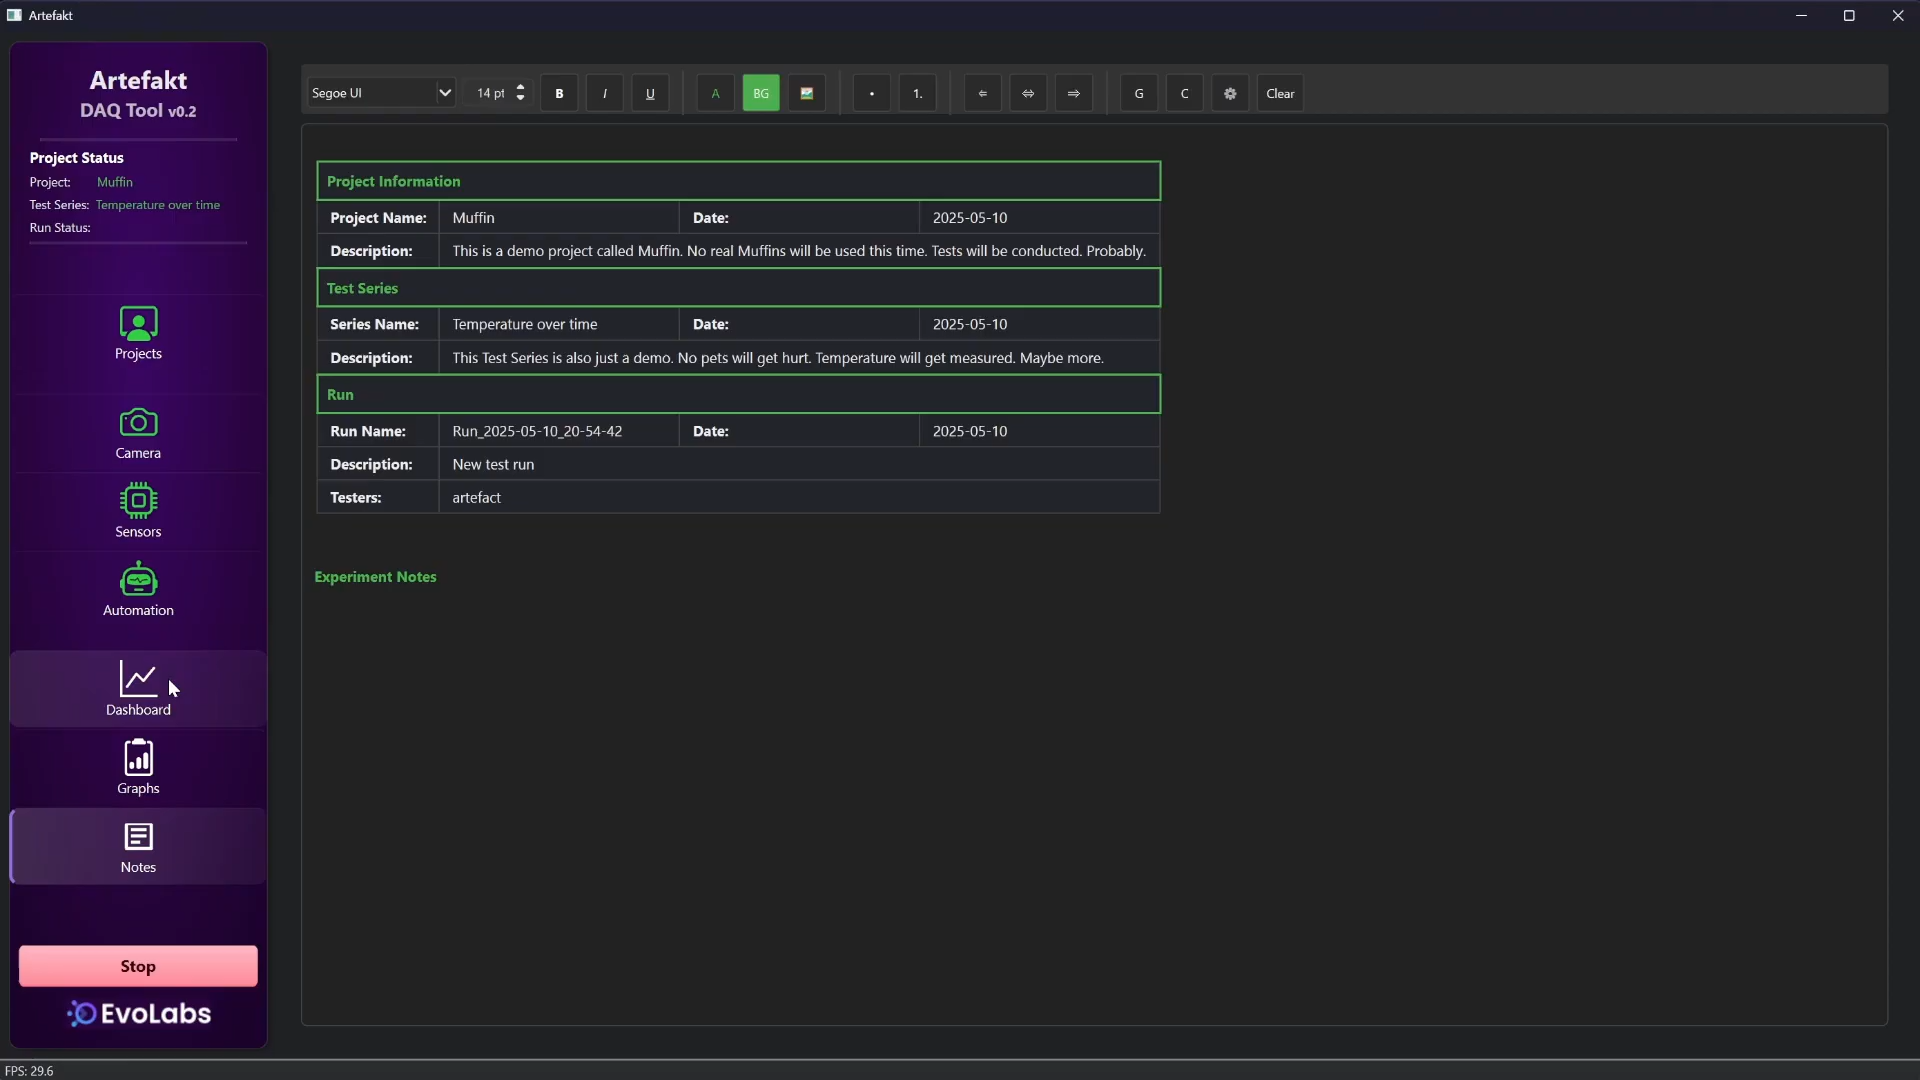 Artefakt
Artefakt
DAQ Tool v0.2
Project Status
Project: Muffin
Test Series: Temperature over time
Run Status:
Projects
Camera
Sensors
Automation
Dashboard
Graphs
Notes
Stop
EvoLabs
FPS: 29.6
Segoe UI 14 pt B I U A BG • 1. ⇐ ⇔ ⇒ G C Clear
Project Information
Project Name: Muffin Date: 2025-05-10
Description: This is a demo project called Muffin. No real Muffins will be used this time. Tests will be conducted. Probably.
Test Series
Series Name: Temperature over time Date: 2025-05-10
Description: This Test Series is also just a demo. No pets will get hurt. Temperature will get measured. Maybe more.
Run
Run Name: Run_2025-05-10_20-54-42 Date: 2025-05-10
Description: New test run
Testers: artefact
Experiment Notes